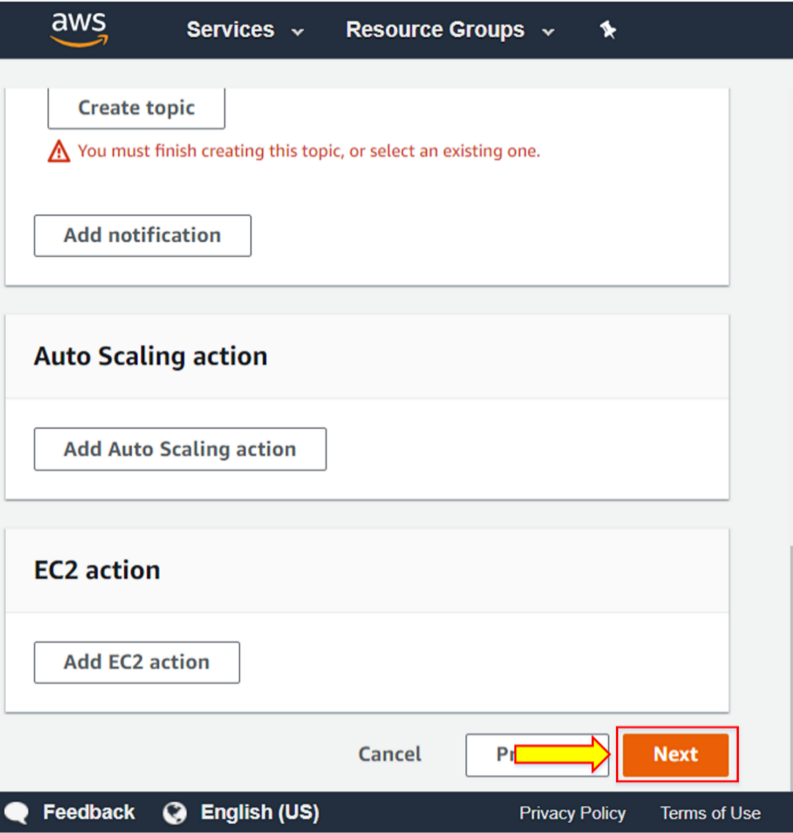 aws Services Resource Groups
Create topic
You must finish creating this topic, or select an existing one.
Add notification
Auto Scaling action
Add Auto Scaling action
EC2 action
Add EC2 action
Cancel Next
Feedback English (US) Privacy Policy Terms of Use